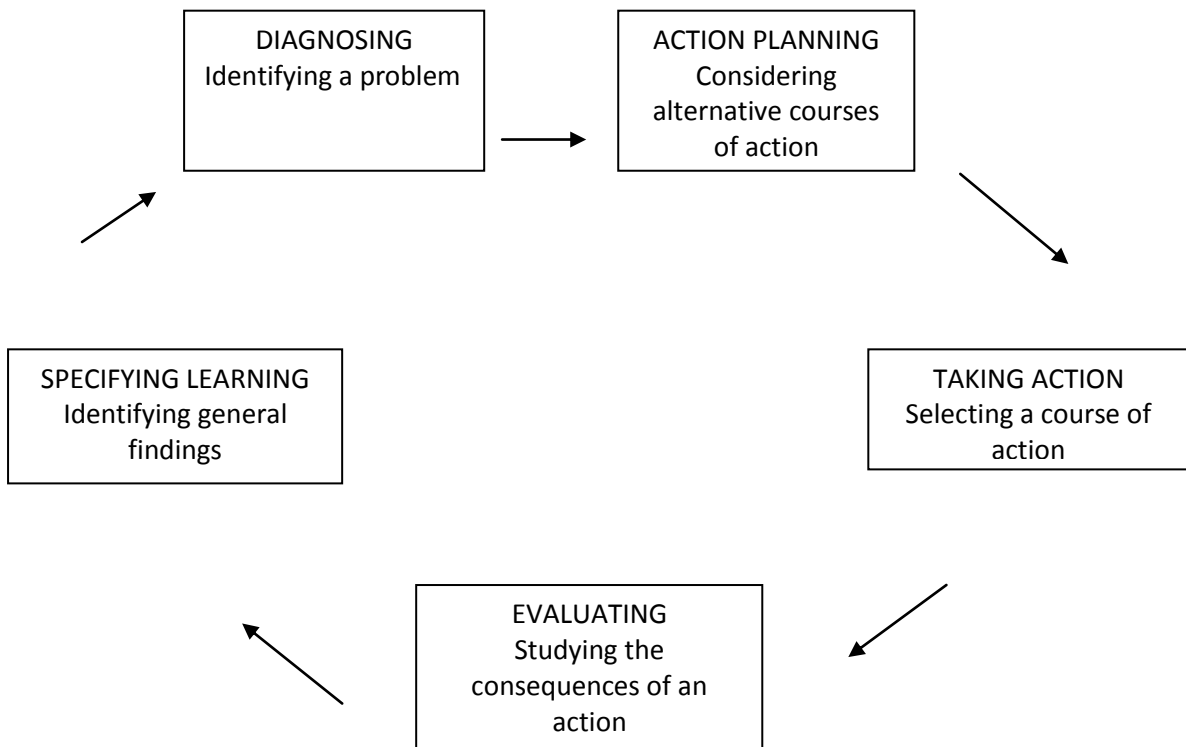 DIAGNOSING
Identifying a problem
ACTION PLANNING
Considering
alternative courses
of action
SPECIFYING LEARNING
Identifying general
findings
TAKING ACTION
Selecting a course of
action
EVALUATING
Studying the
consequences of an
action